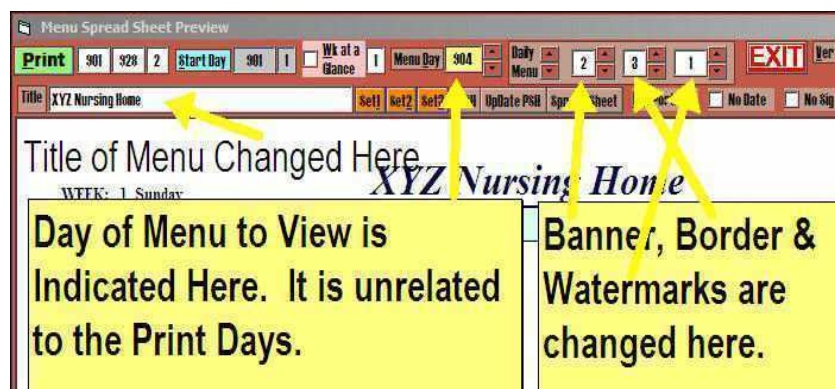 Menu Spread Sheet Preview
Print 901 928 2 Start Day 901 1 Wk at a Glance 1 Menu Day 904 Daily Menu 2 3 1 EXIT Ver
Title XYZ Nursing Home Set1 Set2 UpDate PSH No Date No Sig
Title of Menu Changed Here
XYZ Nursing Home
WEEK: 1 Sunday
Day of Menu to View is
Indicated Here. It is unrelated
to the Print Days.
Banner, Border &
Watermarks are
changed here.